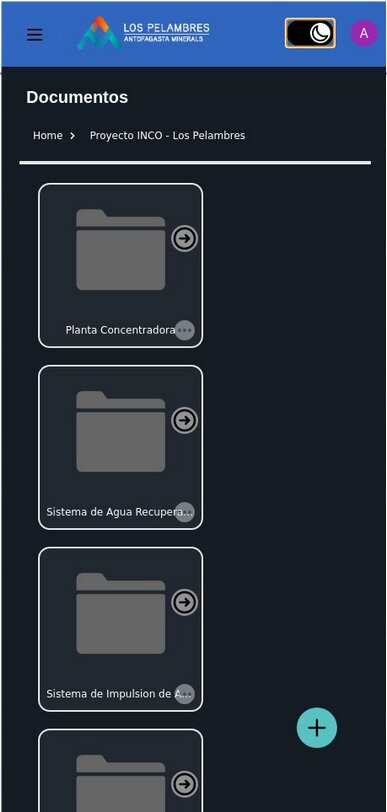 LOS PELAMBRES
ANTOFAGASTA MINERALS
A
Documentos
Home > Proyecto INCO - Los Pelambres
Planta Concentradora
Sistema de Agua Recupera...
Sistema de Impulsion de A...